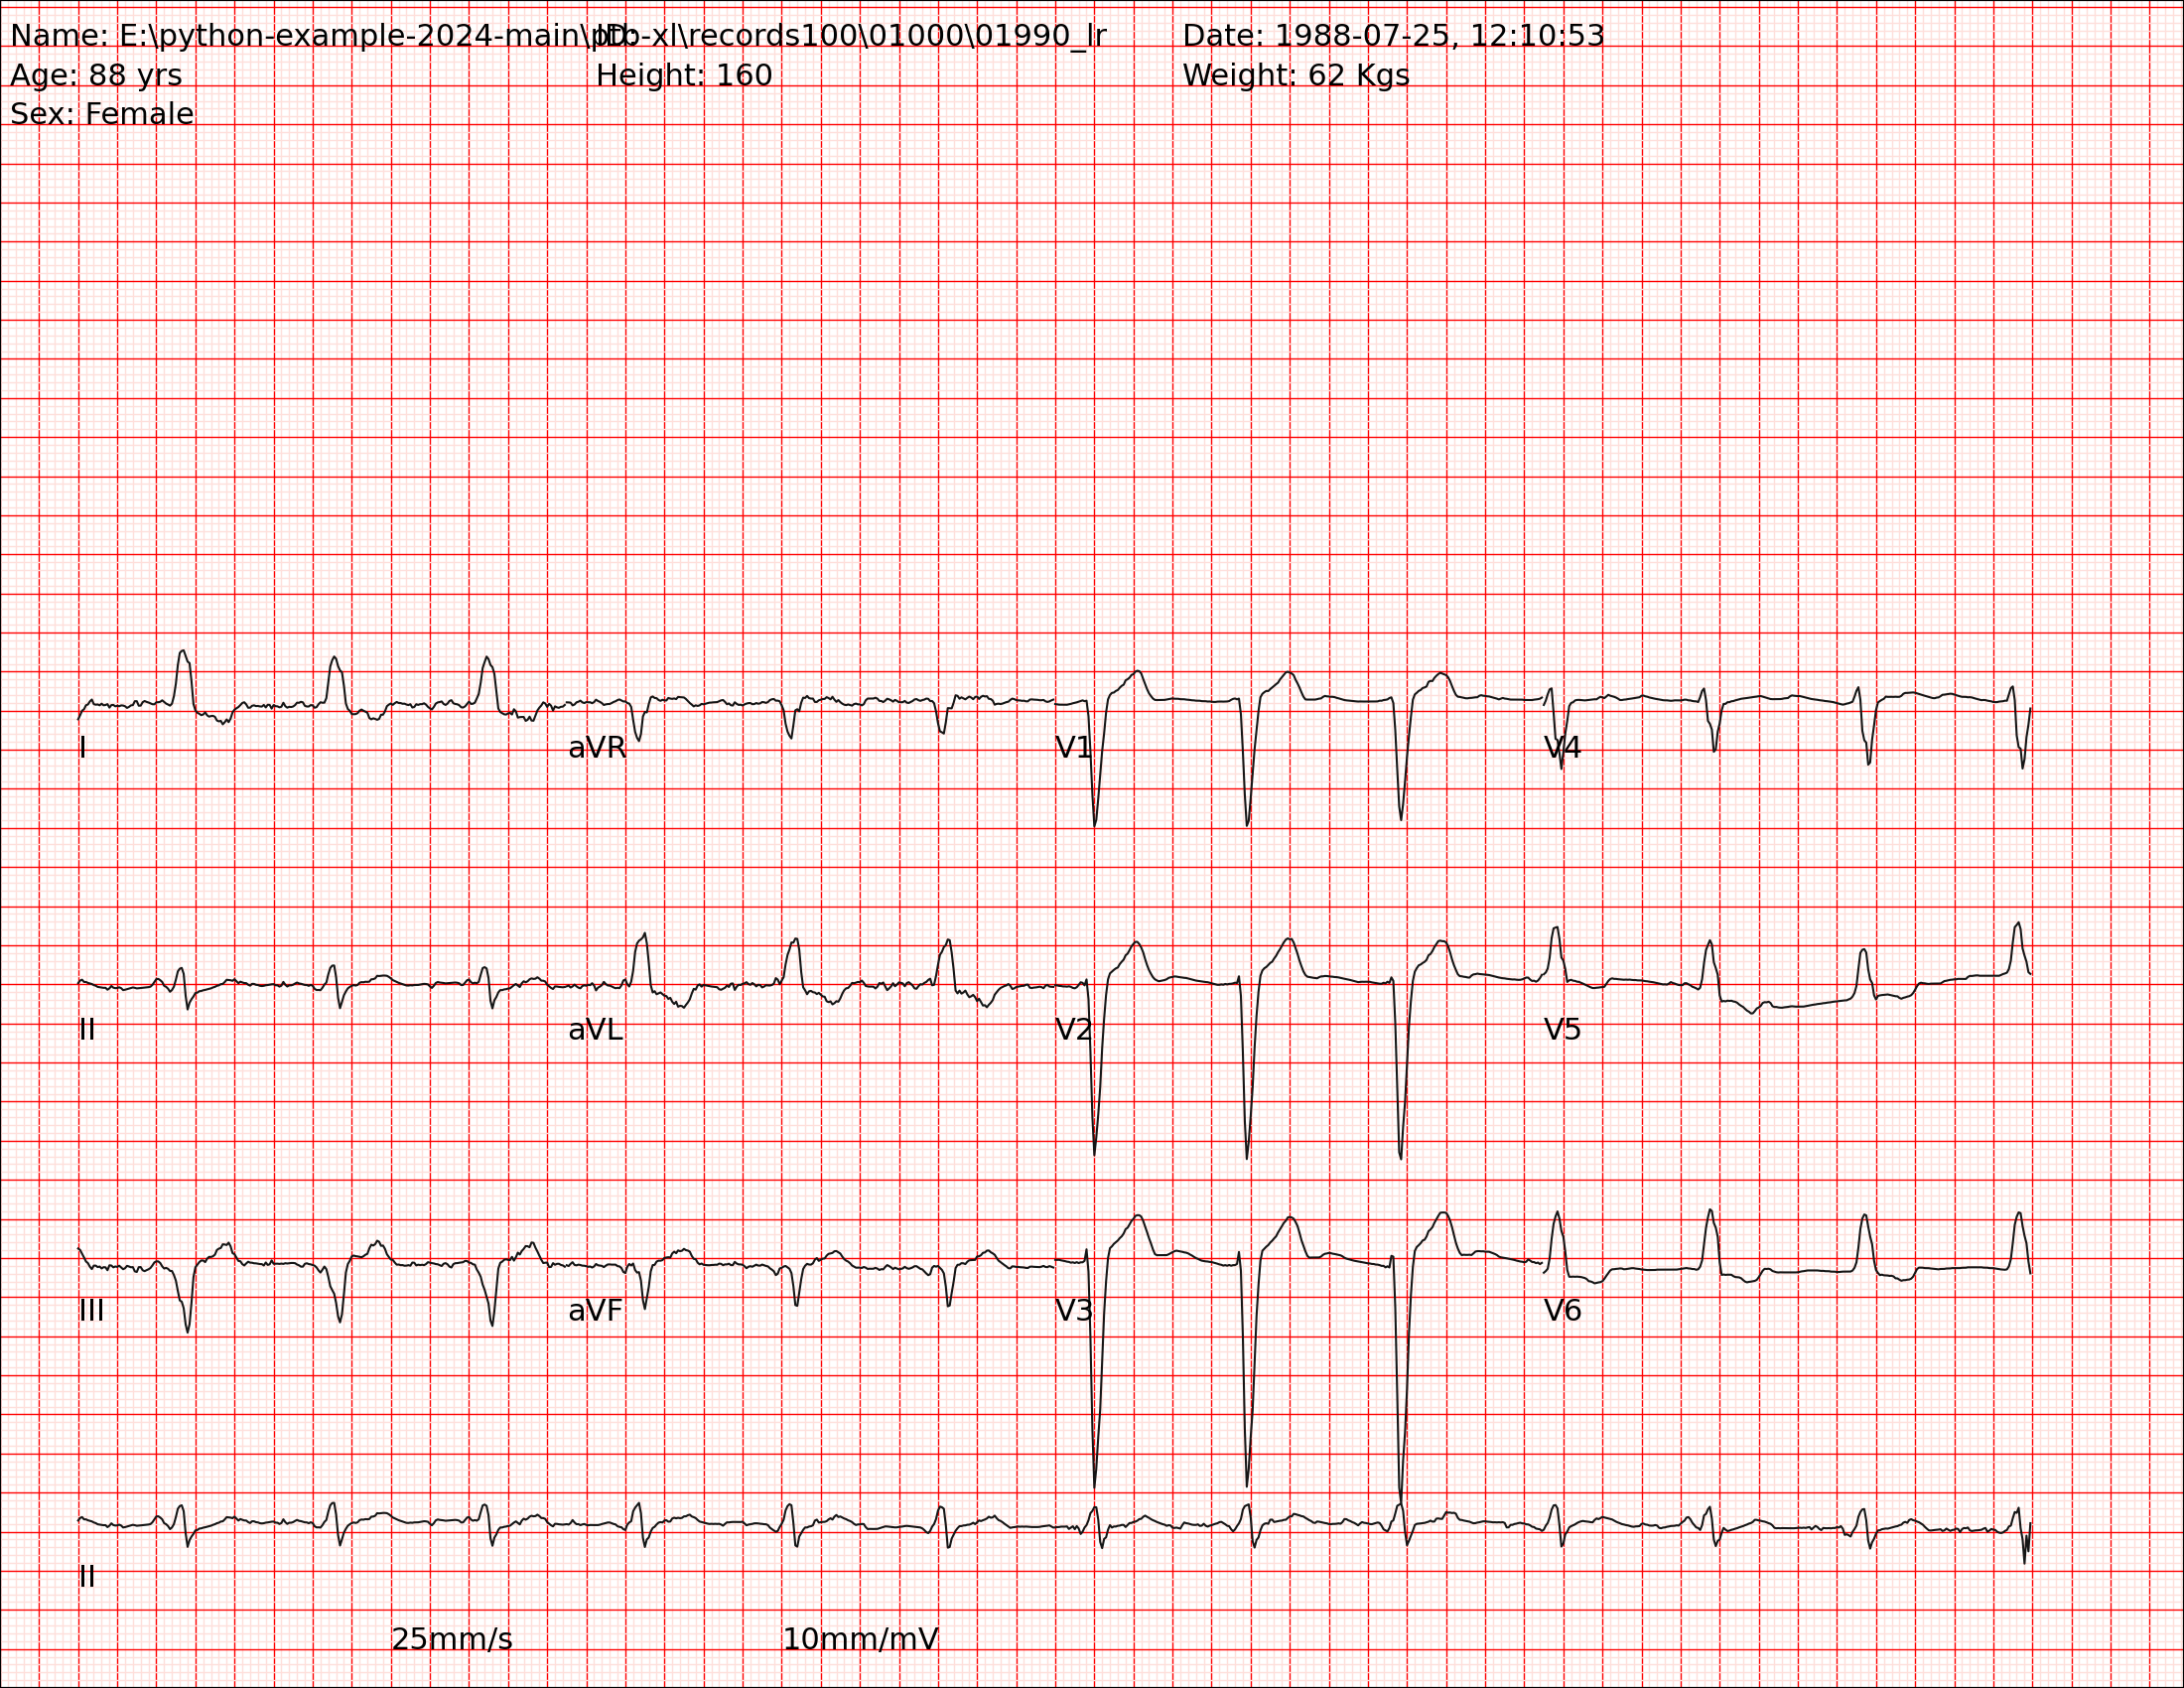 Name: E:\python-example-2024-main\ptb-xl\records100\01000\01990_lr ID: Date: 1988-07-25, 12:10:53
Age: 88 yrs Height: 160 Weight: 62 Kgs
Sex: Female
I aVR V1 V4
II aVL V2 V5
III aVF V3 V6
II
25mm/s 10mm/mV